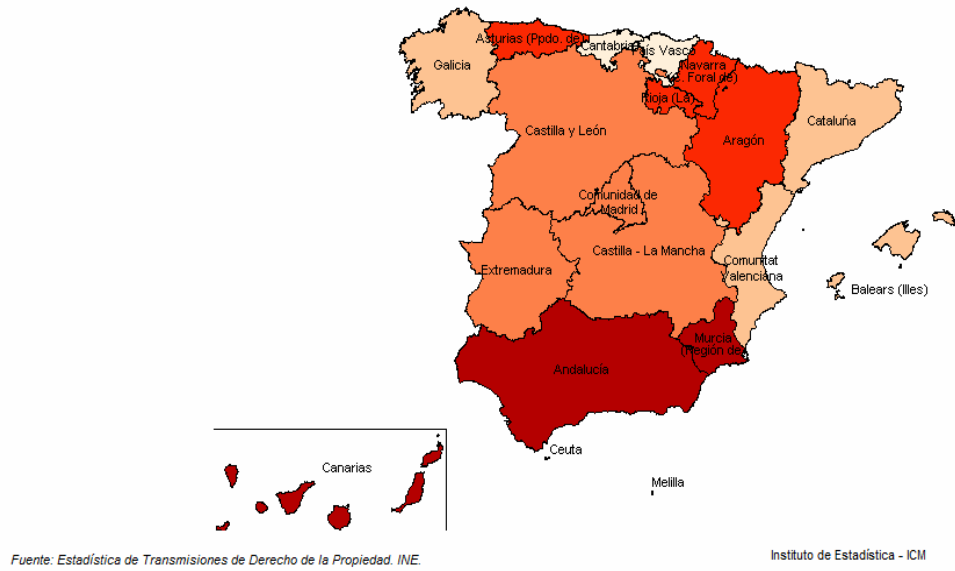 Asturias (Ppdo. de)
Cantabria
País Vasco
Galicia
Navarra
(C. Foral de)
Rioja (La)
Cataluña
Castilla y León
Aragón
Comunidad de
Madrid
Castilla - La Mancha
Extremadura
Comunitat
Valenciana
Balears (Illes)
Murcia
(Región de)
Andalucía
Ceuta
Canarias
Melilla
Fuente: Estadística de Transmisiones de Derecho de la Propiedad. INE.
Instituto de Estadística - ICM